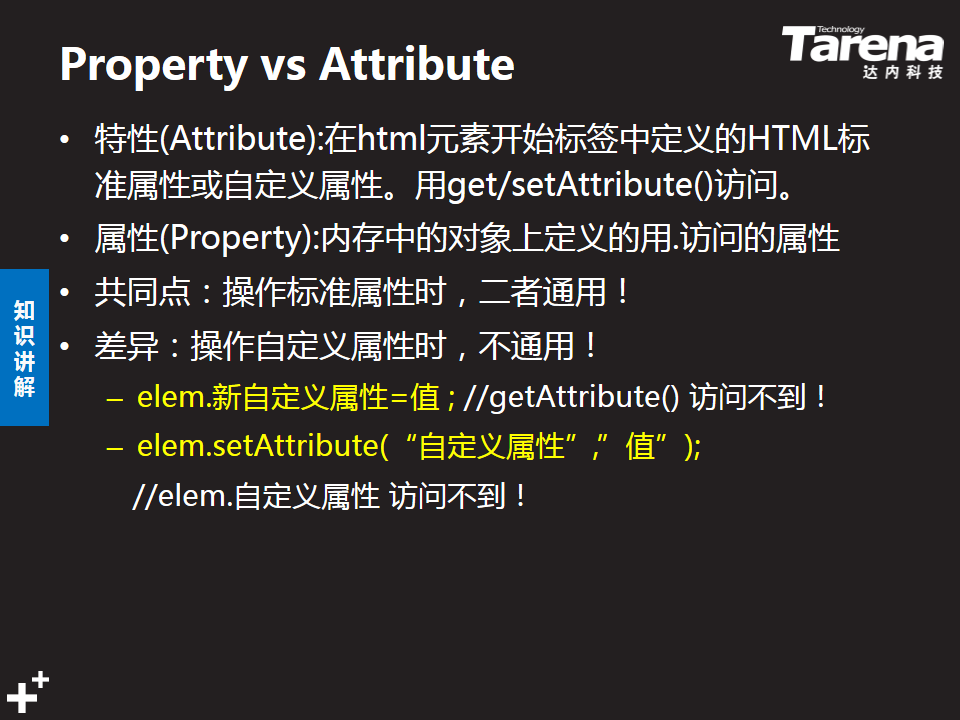 Technology
Tarena
达内科技
Property vs Attribute
• 特性(Attribute):在html元素开始标签中定义的HTML标
准属性或自定义属性。用get/setAttribute()访问。
• 属性(Property):内存中的对象上定义的用.访问的属性
• 共同点：操作标准属性时，二者通用！
• 差异：操作自定义属性时，不通用！
– elem.新自定义属性=值 ; //getAttribute() 访问不到！
– elem.setAttribute(“自定义属性”,”值”);
//elem.自定义属性 访问不到！
知
识
讲
解